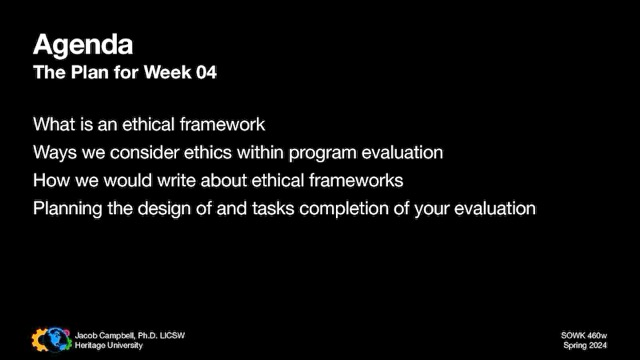 Agenda
The Plan for Week 04
What is an ethical framework
Ways we consider ethics within program evaluation
How we would write about ethical frameworks
Planning the design of and tasks completion of your evaluation
Jacob Campbell, Ph.D. LICSW
Heritage University
SOWK 460w
Spring 2024